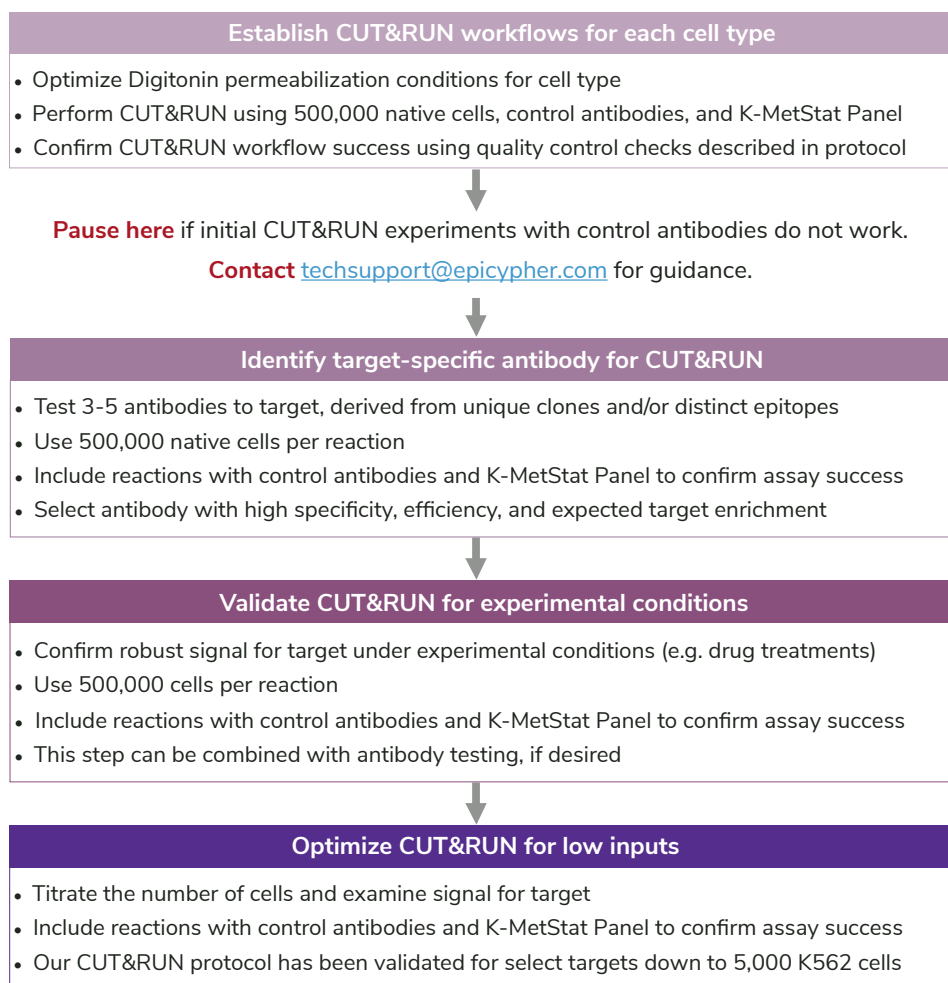 Establish CUT&RUN workflows for each cell type
• Optimize Digitonin permeabilization conditions for cell type
• Perform CUT&RUN using 500,000 native cells, control antibodies, and K-MetStat Panel
• Confirm CUT&RUN workflow success using quality control checks described in protocol
Pause here if initial CUT&RUN experiments with control antibodies do not work.
Contact techsupport@epicypher.com for guidance.
Identify target-specific antibody for CUT&RUN
• Test 3-5 antibodies to target, derived from unique clones and/or distinct epitopes
• Use 500,000 native cells per reaction
• Include reactions with control antibodies and K-MetStat Panel to confirm assay success
• Select antibody with high specificity, efficiency, and expected target enrichment
Validate CUT&RUN for experimental conditions
• Confirm robust signal for target under experimental conditions (e.g. drug treatments)
• Use 500,000 cells per reaction
• Include reactions with control antibodies and K-MetStat Panel to confirm assay success
• This step can be combined with antibody testing, if desired
Optimize CUT&RUN for low inputs
• Titrate the number of cells and examine signal for target
• Include reactions with control antibodies and K-MetStat Panel to confirm assay success
• Our CUT&RUN protocol has been validated for select targets down to 5,000 K562 cells